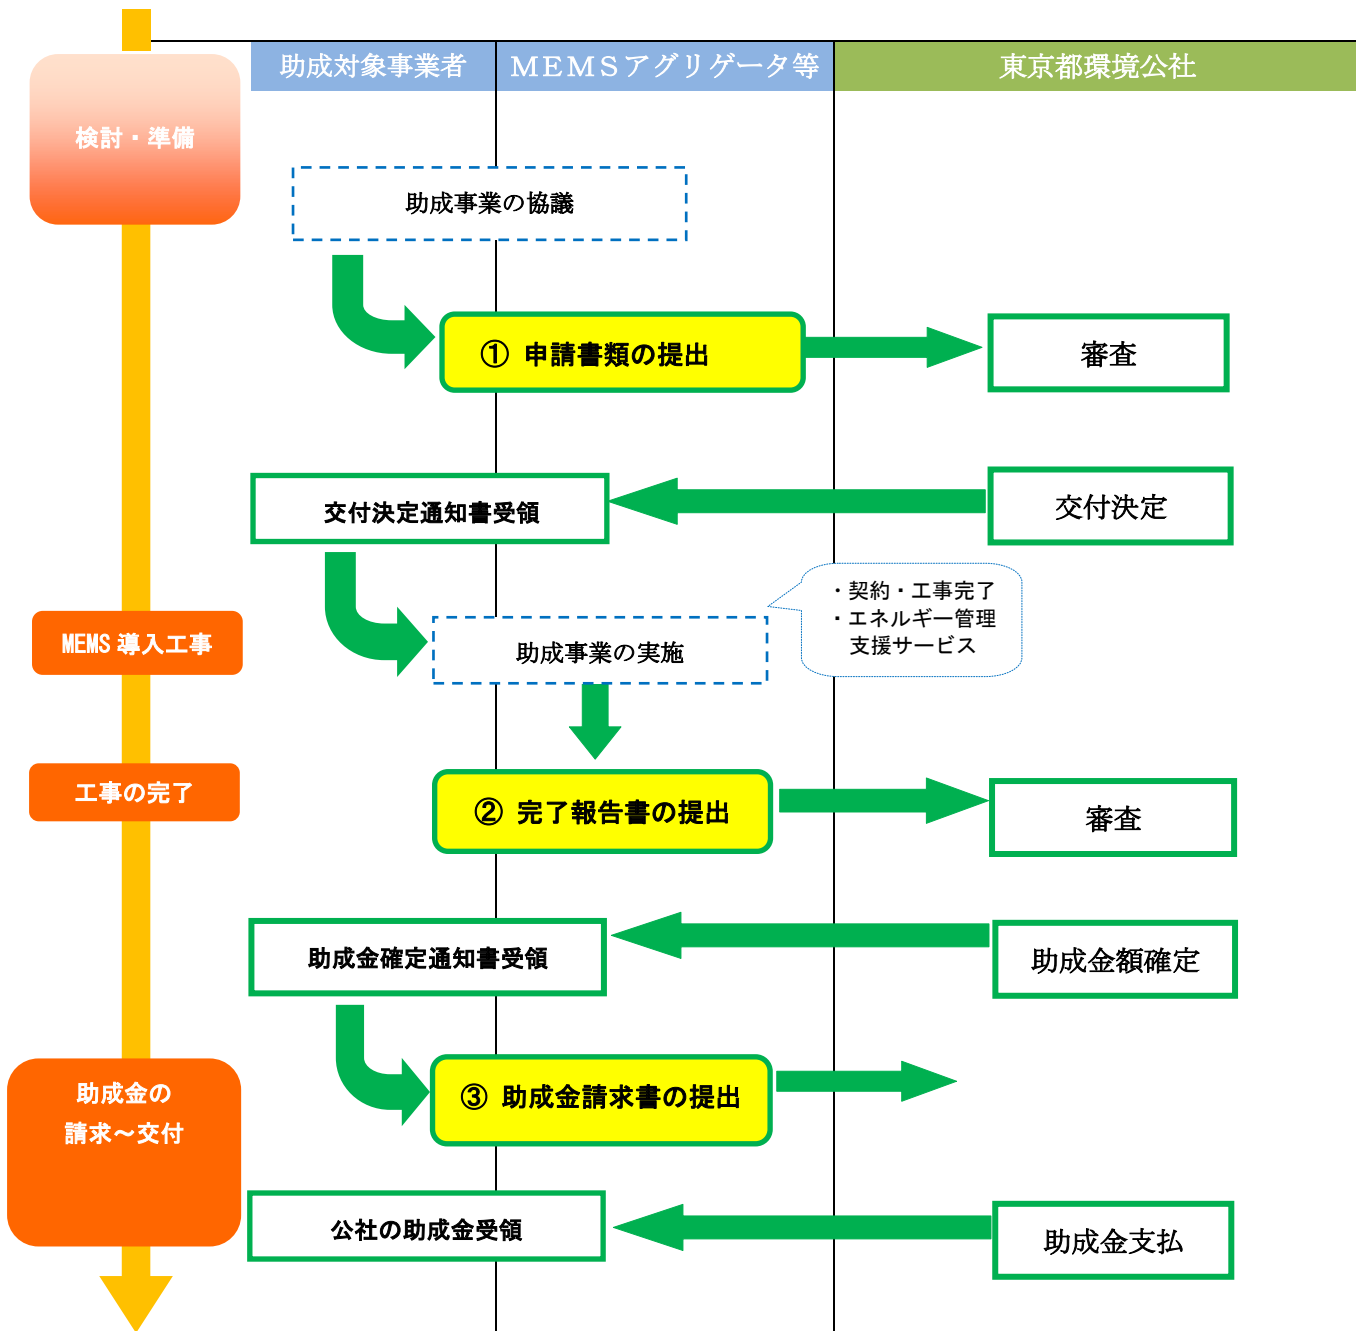 助成対象事業者
MEMSアグリゲータ等
東京都環境公社
検討・準備
助成事業の協議
① 申請書類の提出
審査
交付決定通知書受領
交付決定
・契約・工事完了
・エネルギー管理
支援サービス
MEMS 導入工事
助成事業の実施
工事の完了
② 完了報告書の提出
審査
助成金確定通知書受領
助成金額確定
助成金の
請求～交付
③ 助成金請求書の提出
公社の助成金受領
助成金支払